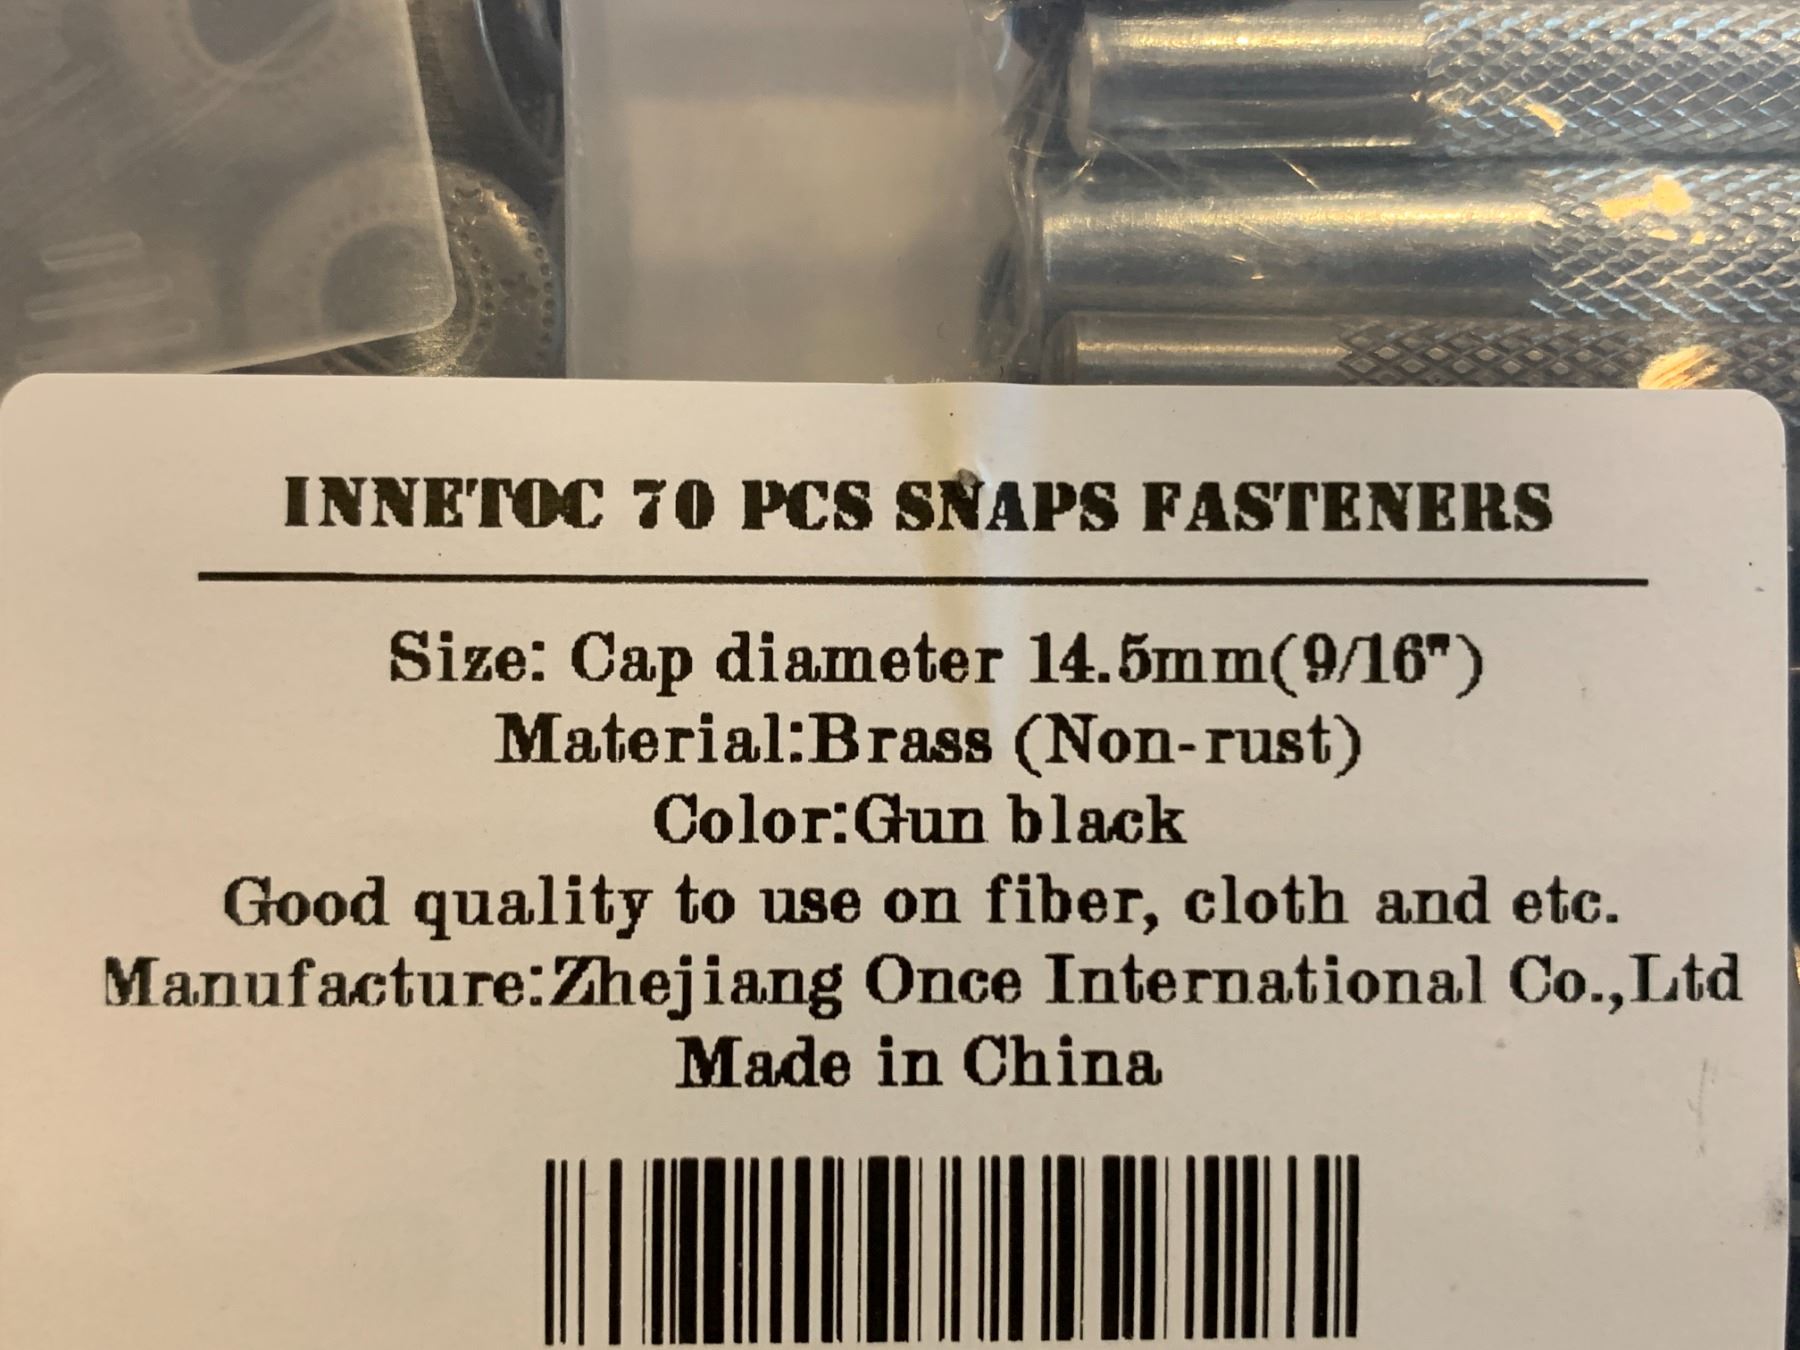 INNETOC 70 PCS SNAPS FASTENERS
Size: Cap diameter 14.5mm(9/16")
Material:Brass (Non-rust)
Color:Gun black
Good quality to use on fiber, cloth and etc.
Manufacture:Zhejiang Once International Co.,Ltd
Made in China